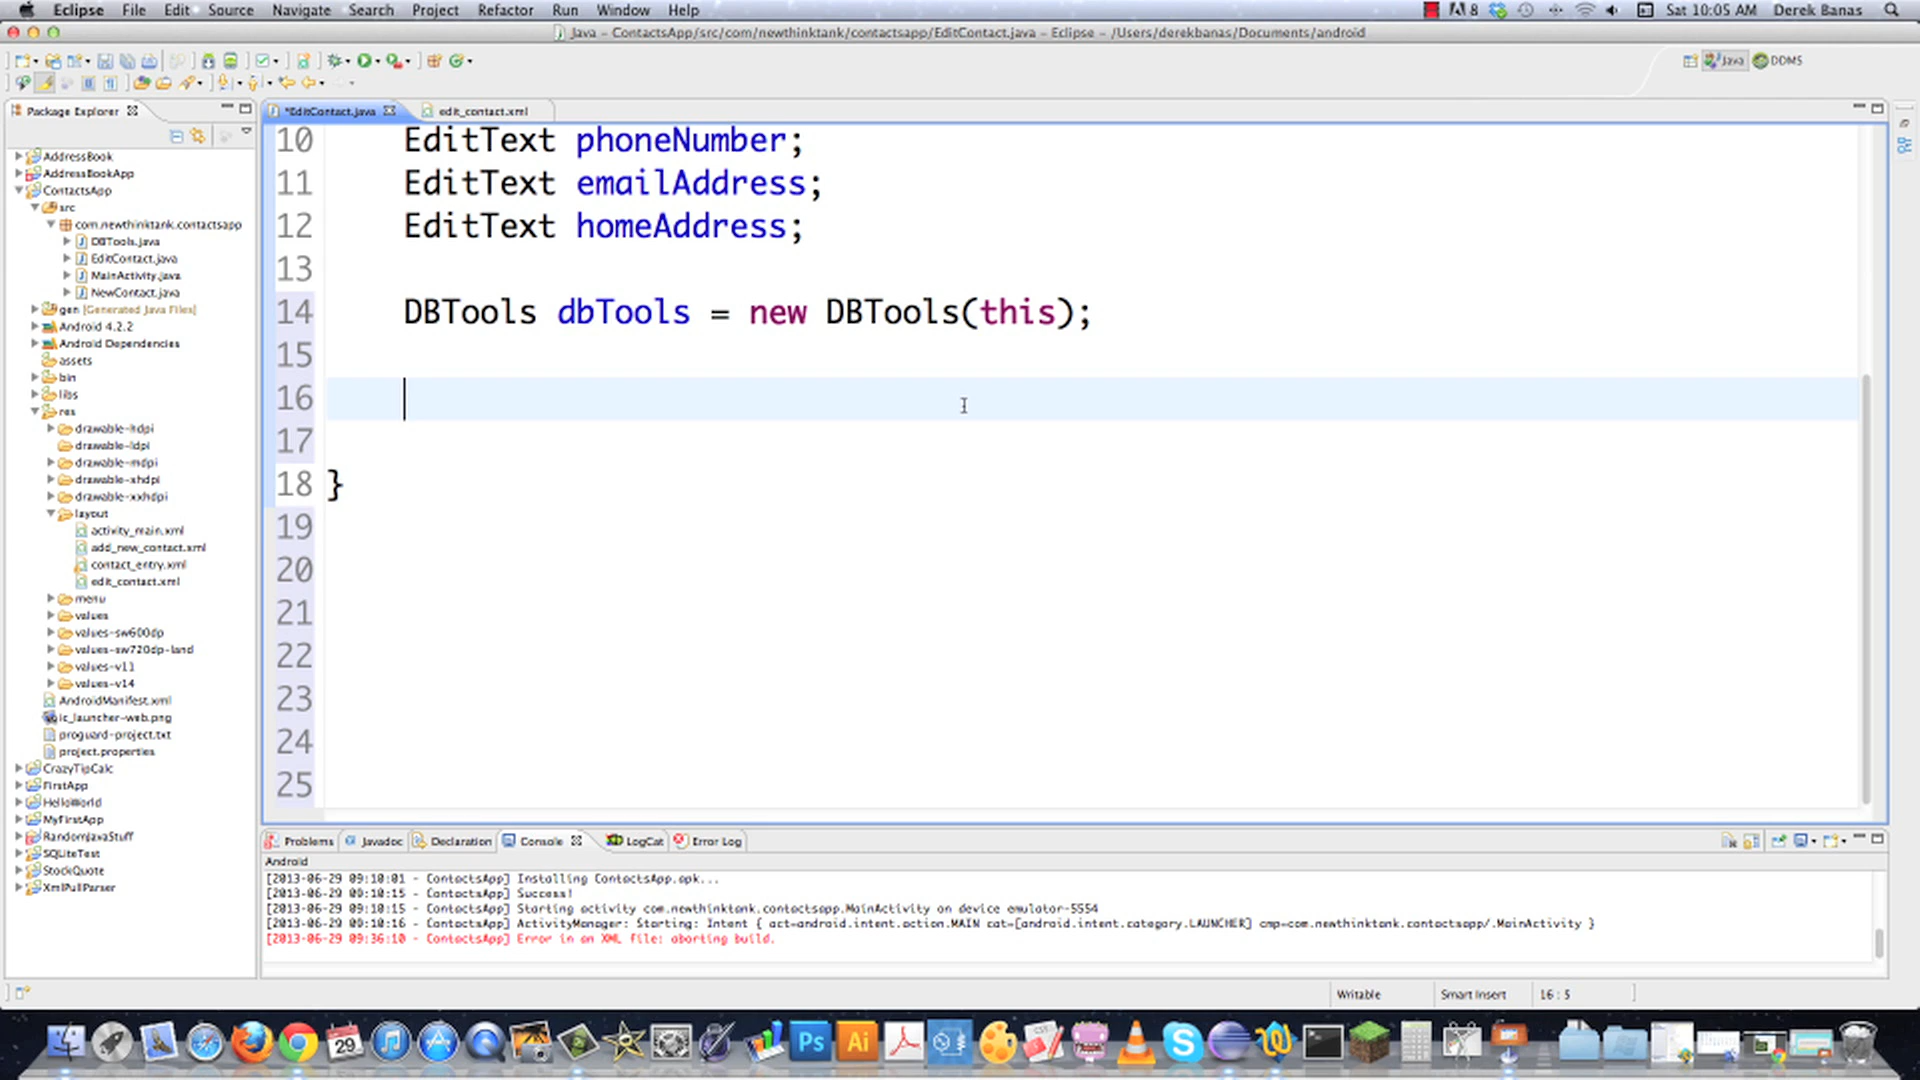 Eclipse File Edit Source Navigate Search Project Refactor Run Window Help 8 Sat 10:05 AM Derek Banas
Java – ContactsApp/src/com/newthinktank/contactsapp/EditContact.java – Eclipse – /Users/derekbanas/Documents/android
Java DDMS
Package Explorer
*EditContact.java edit_contact.xml
AddressBook
AddressBookApp
ContactsApp
src
com.newthinktank.contactsapp
DBTools.java
EditContact.java
MainActivity.java
NewContact.java
gen [Generated Java Files]
Android 4.2.2
Android Dependencies
assets
bin
libs
res
drawable-hdpi
drawable-ldpi
drawable-mdpi
drawable-xhdpi
drawable-xxhdpi
layout
activity_main.xml
add_new_contact.xml
contact_entry.xml
edit_contact.xml
menu
values
values-sw600dp
values-sw720dp-land
values-v11
values-v14
AndroidManifest.xml
ic_launcher-web.png
proguard-project.txt
project.properties
CrazyTipCalc
FirstApp
HelloWorld
MyFirstApp
RandomJavaStuff
SQLiteTest
StockQuote
XmlPullParser
10 EditText phoneNumber;
11 EditText emailAddress;
12 EditText homeAddress;
13
14 DBTools dbTools = new DBTools(this);
15
16
17
18 }
19
20
21
22
23
24
25
Problems Javadoc Declaration Console LogCat Error Log
Android
[2013-06-29 09:10:01 - ContactsApp] Installing ContactsApp.apk...
[2013-06-29 09:10:15 - ContactsApp] Success!
[2013-06-29 09:10:15 - ContactsApp] Starting activity com.newthinktank.contactsapp.MainActivity on device emulator-5554
[2013-06-29 09:10:16 - ContactsApp] ActivityManager: Starting: Intent { act=android.intent.action.MAIN cat=[android.intent.category.LAUNCHER] cmp=com.newthinktank.contactsapp/.MainActivity }
[2013-06-29 09:36:10 - ContactsApp] Error in an XML file: aborting build.
Writable Smart Insert 16 : 5
29 Ps Ai